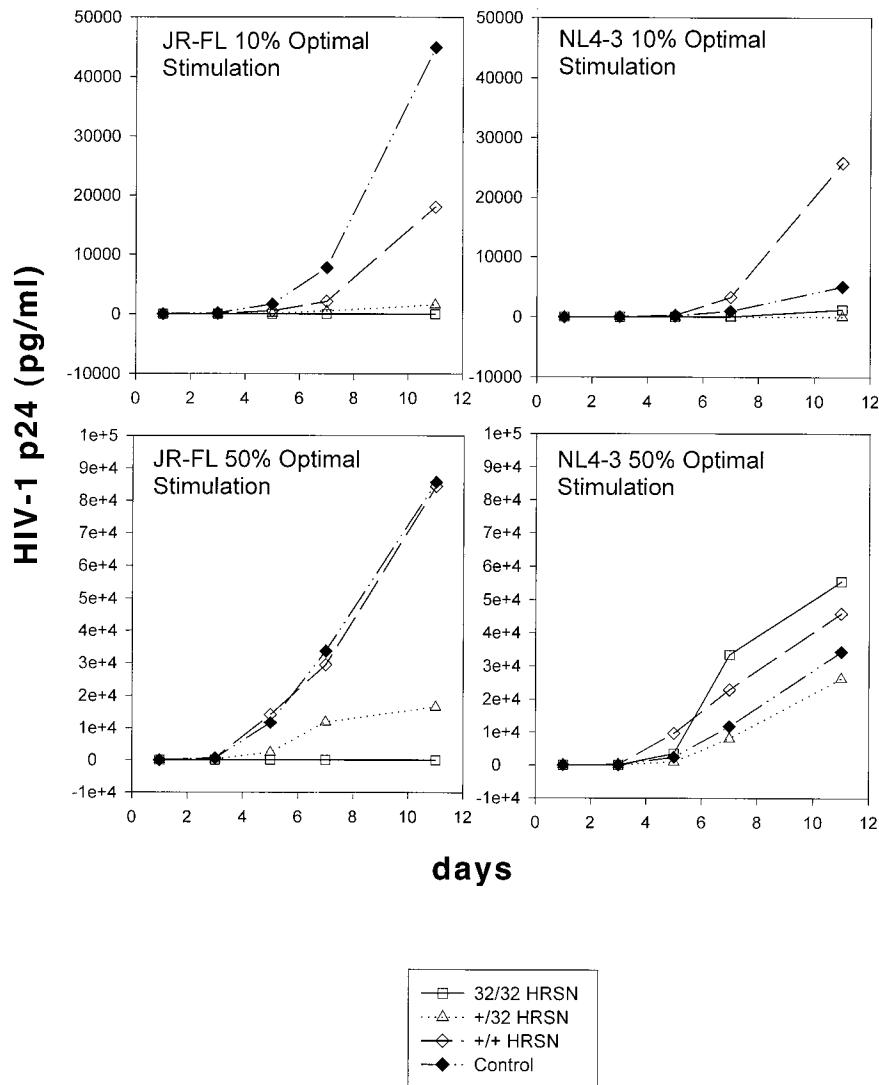 JR-FL 10% Optimal
Stimulation
50000
40000
30000
20000
10000
0
-10000
0 2 4 6 8 10 12
NL4-3 10% Optimal
Stimulation
50000
40000
30000
20000
10000
0
-10000
0 2 4 6 8 10 12
HIV-1 p24 (pg/ml)
JR-FL 50% Optimal
Stimulation
1e+5
9e+4
8e+4
7e+4
6e+4
5e+4
4e+4
3e+4
2e+4
1e+4
0
-1e+4
0 2 4 6 8 10 12
NL4-3 50% Optimal
Stimulation
1e+5
9e+4
8e+4
7e+4
6e+4
5e+4
4e+4
3e+4
2e+4
1e+4
0
-1e+4
0 2 4 6 8 10 12
days
32/32 HRSN
+/32 HRSN
+/+ HRSN
Control